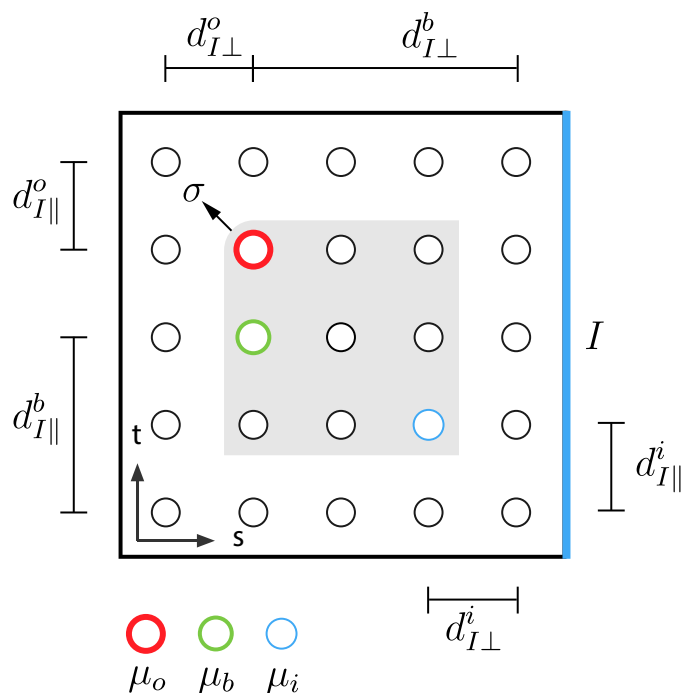 d^o_{I⊥} d^b_{I⊥}
d^o_{I∥}
σ
I
d^b_{I∥}
t
d^i_{I∥}
s
d^i_{I⊥}
μ_o μ_b μ_i